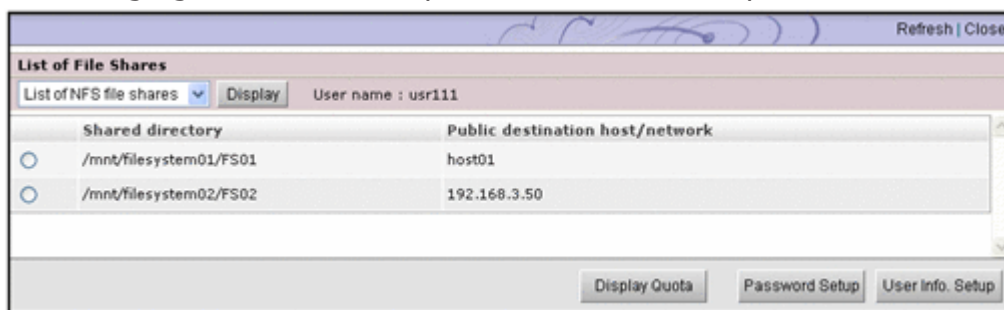 Refresh | Close
List of File Shares
List of NFS file shares Display User name : usr111
Shared directory Public destination host/network
/mnt/filesystem01/FS01 host01
/mnt/filesystem02/FS02 192.168.3.50
Display Quota Password Setup User Info. Setup